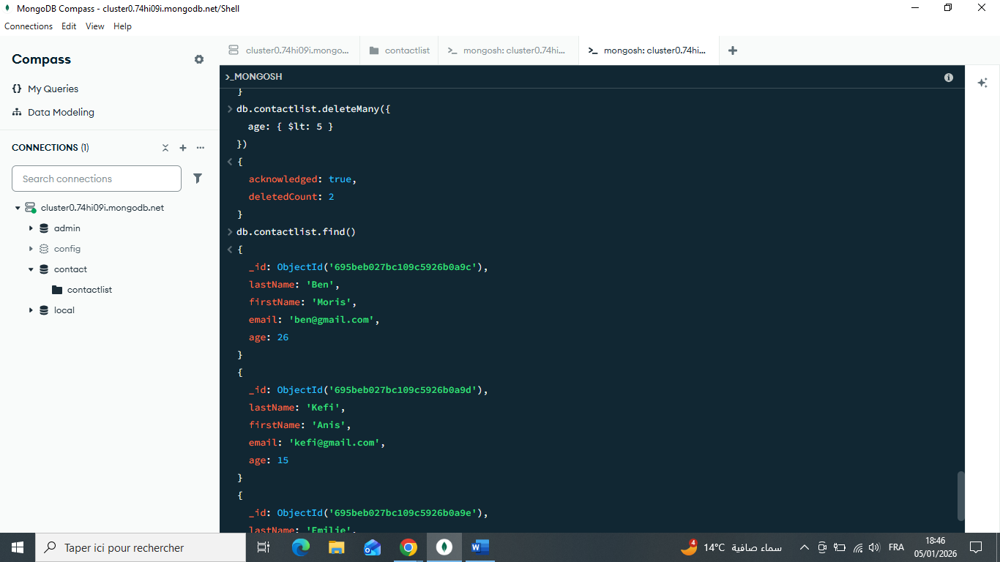 MongoDB Compass - cluster0.74hi09i.mongodb.net/Shell
Connections Edit View Help
Compass
My Queries
Data Modeling
CONNECTIONS (1)
Search connections
cluster0.74hi09i.mongodb.net
admin
config
contact
contactlist
local
cluster0.74hi09i.mongo...
contactlist
>_ mongosh: cluster0.74hi...
>_ mongosh: cluster0.74hi...
>_MONGOSH
}
> db.contactlist.deleteMany({
age: { $lt: 5 }
})
< {
acknowledged: true,
deletedCount: 2
}
> db.contactlist.find()
< {
_id: ObjectId('695beb027bc109c5926b0a9c'),
lastName: 'Ben',
firstName: 'Moris',
email: 'ben@gmail.com',
age: 26
}
{
_id: ObjectId('695beb027bc109c5926b0a9d'),
lastName: 'Kefi',
firstName: 'Anis',
email: 'kefi@gmail.com',
age: 15
}
{
_id: ObjectId('695beb027bc109c5926b0a9e'),
lastName: 'Emilie',
Taper ici pour rechercher
4
14°C سماء صافية
FRA
18:46
05/01/2026